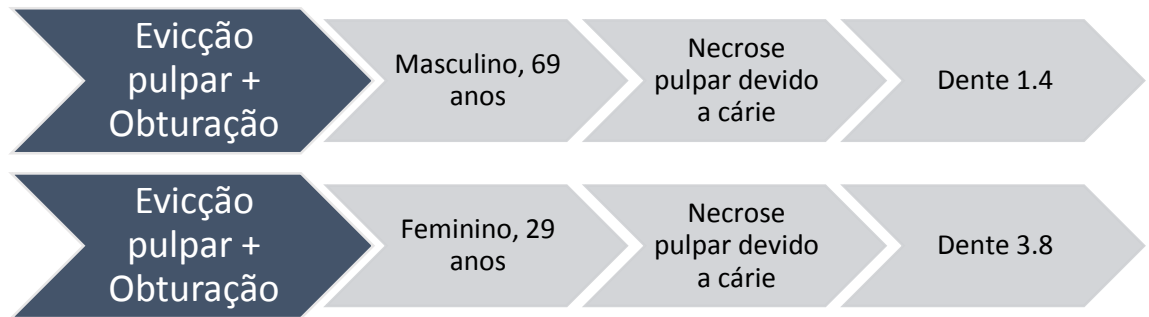 Evicção
pulpar +
Obturação
Masculino, 69
anos
Necrose
pulpar devido
a cárie
Dente 1.4
Evicção
pulpar +
Obturação
Feminino, 29
anos
Necrose
pulpar devido
a cárie
Dente 3.8